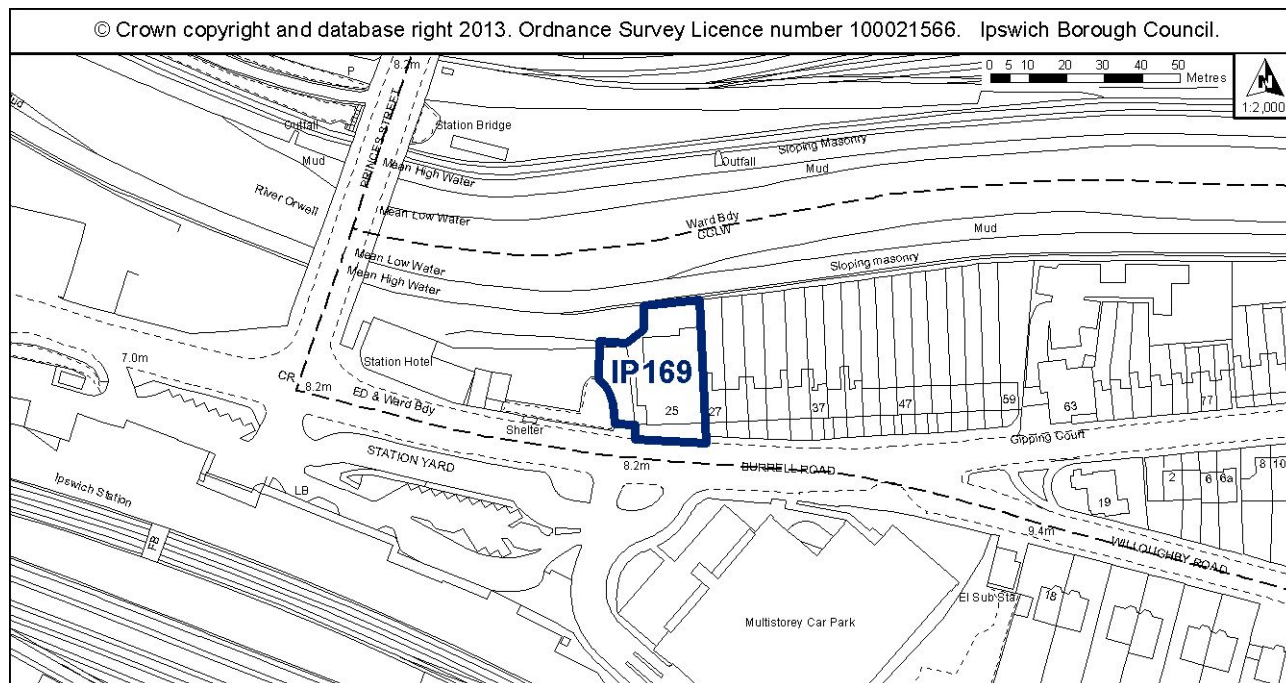 © Crown copyright and database right 2013. Ordnance Survey Licence number 100021566. Ipswich Borough Council.
8.2m
P
PRINCES STREET
Station Bridge
0 5 10 20 30 40 50 Metres
N
1:2,000
Outfall
Mud
Mean High Water
River Orwell
Mean Low Water
Outfall
Sloping Masonry
Mud
Ward Bdy
CCLW
Mud
Mean Low Water
Mean High Water
Sloping masonry
7.0m
Station Hotel
CR
8.2m
ED & Ward Bdy
Shelter
IP169
25
27
37
47
59
63
77
Gipping Court
STATION YARD
8.2m
BURRELL ROAD
Ipswich Station
LB
FB
2
6
6a
8
10
19
9.4m
WILLOUGHBY ROAD
El Sub Sta
18
Multistorey Car Park